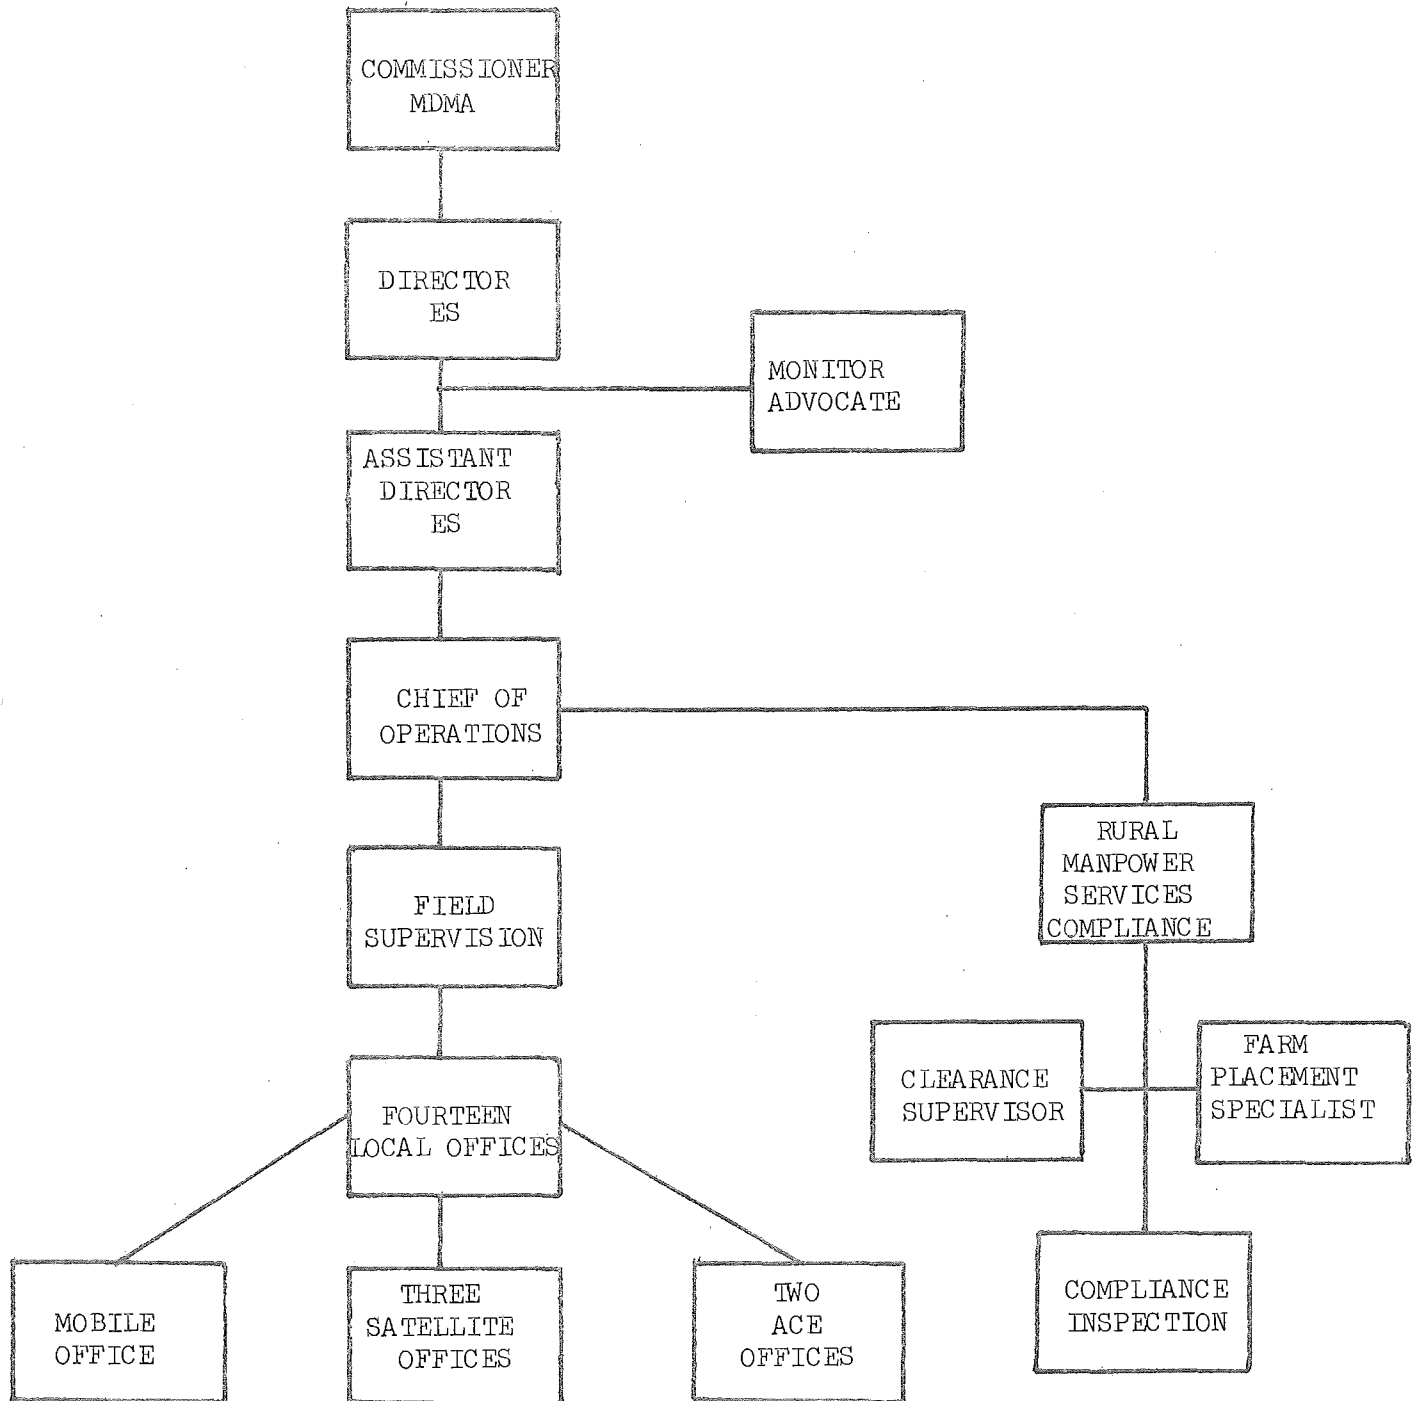 COMMISSIONER
MDMA
DIRECTOR
ES
MONITOR
ADVOCATE
ASSISTANT
DIRECTOR
ES
CHIEF OF
OPERATIONS
RURAL
MANPOWER
SERVICES
COMPLIANCE
FIELD
SUPERVISION
CLEARANCE
SUPERVISOR
FARM
PLACEMENT
SPECIALIST
FOURTEEN
LOCAL OFFICES
MOBILE
OFFICE
THREE
SATELLITE
OFFICES
TWO
ACE
OFFICES
COMPLIANCE
INSPECTION